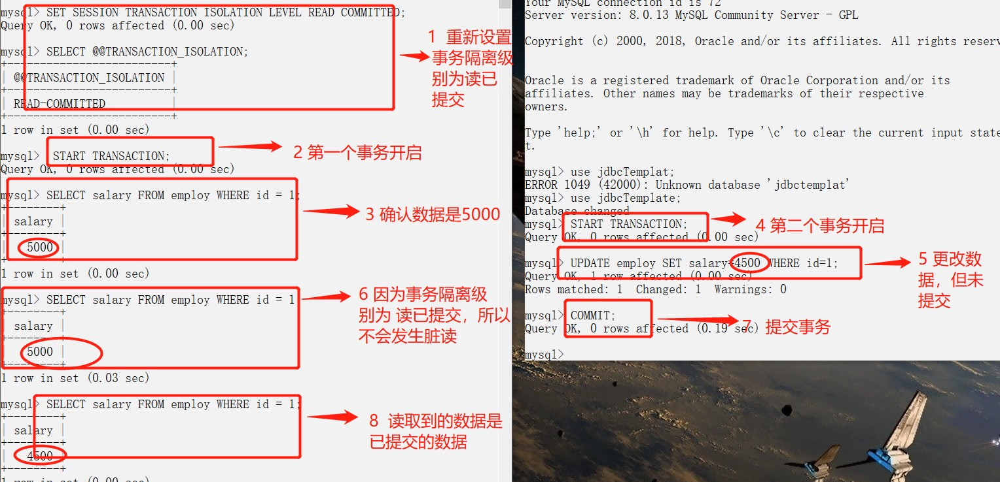 mysql> SET SESSION TRANSACTION ISOLATION LEVEL READ COMMITTED;
Query OK, 0 rows affected (0.00 sec)
mysql> SELECT @@TRANSACTION_ISOLATION;
+-------------------------+
| @@TRANSACTION_ISOLATION |
+-------------------------+
| READ-COMMITTED          |
+-------------------------+
1 row in set (0.00 sec)
mysql>  START TRANSACTION;
Query OK, 0 rows affected (0.00 sec)
mysql> SELECT salary FROM employ WHERE id = 1;
+--------+
| salary |
+--------+
|   5000 |
+--------+
1 row in set (0.00 sec)
mysql> SELECT salary FROM employ WHERE id = 1
+--------+
| salary |
+--------+
|   5000 |
+--------+
1 row in set (0.03 sec)
mysql> SELECT salary FROM employ WHERE id = 1;
+--------+
| salary |
+--------+
|   4500 |
+--------+
1 row in set (0.00 sec)
1 重新设置
事务隔离级
别为读已
提交
2 第一个事务开启
3 确认数据是5000
6 因为事务隔离级
别为 读已提交，所以
不会发生脏读
8 读取到的数据是
已提交的数据
Your MySQL connection id is 72
Server version: 8.0.13 MySQL Community Server - GPL
Copyright (c) 2000, 2018, Oracle and/or its affiliates. All rights reserv
Oracle is a registered trademark of Oracle Corporation and/or its
affiliates. Other names may be trademarks of their respective
owners.
Type 'help;' or '\h' for help. Type '\c' to clear the current input state
t.
mysql> use jdbcTemplat;
ERROR 1049 (42000): Unknown database 'jdbctemplat'
mysql> use jdbcTemplate;
Database changed
mysql> START TRANSACTION;
Query OK, 0 rows affected (0.00 sec)
mysql> UPDATE employ SET salary=4500 WHERE id=1;
Query OK, 1 row affected (0.00 sec)
Rows matched: 1  Changed: 1  Warnings: 0
mysql> COMMIT;
Query OK, 0 rows affected (0.19 sec)
mysql>
4 第二个事务开启
5 更改数
据，但未
提交
7 提交事务